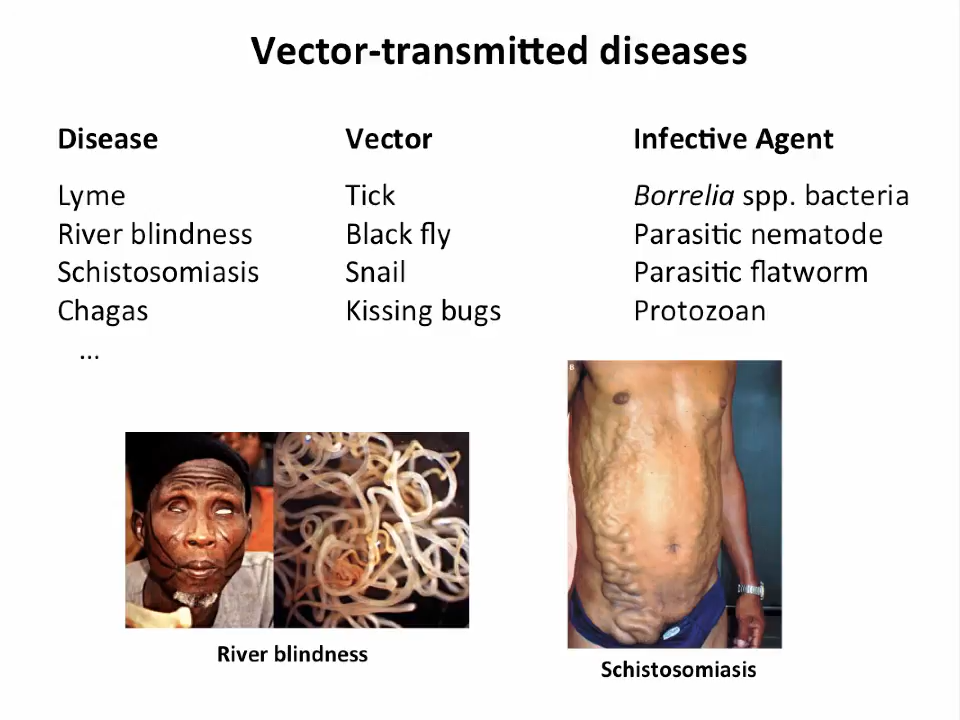 Vector-transmitted diseases
Disease Vector Infective Agent
Lyme Tick Borrelia spp. bacteria
River blindness Black fly Parasitic nematode
Schistosomiasis Snail Parasitic flatworm
Chagas Kissing bugs Protozoan
...
B
River blindness
Schistosomiasis